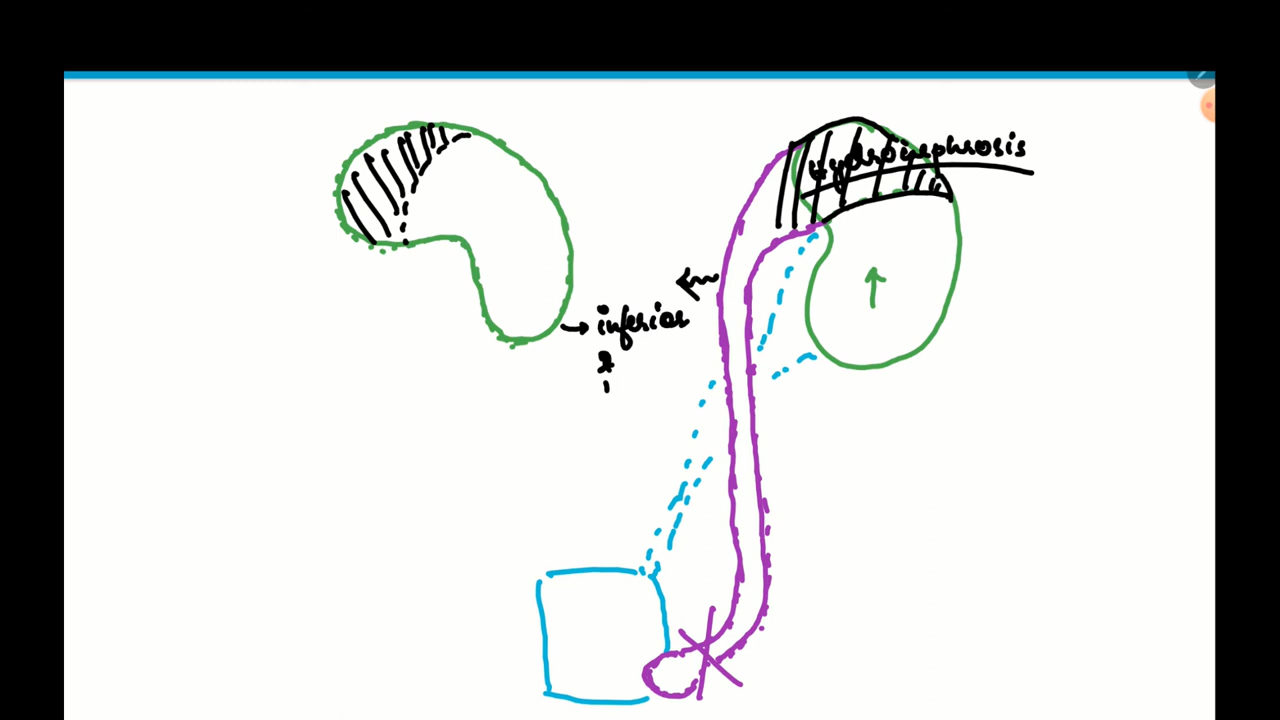 Hydronephrosis
→ inferior
&